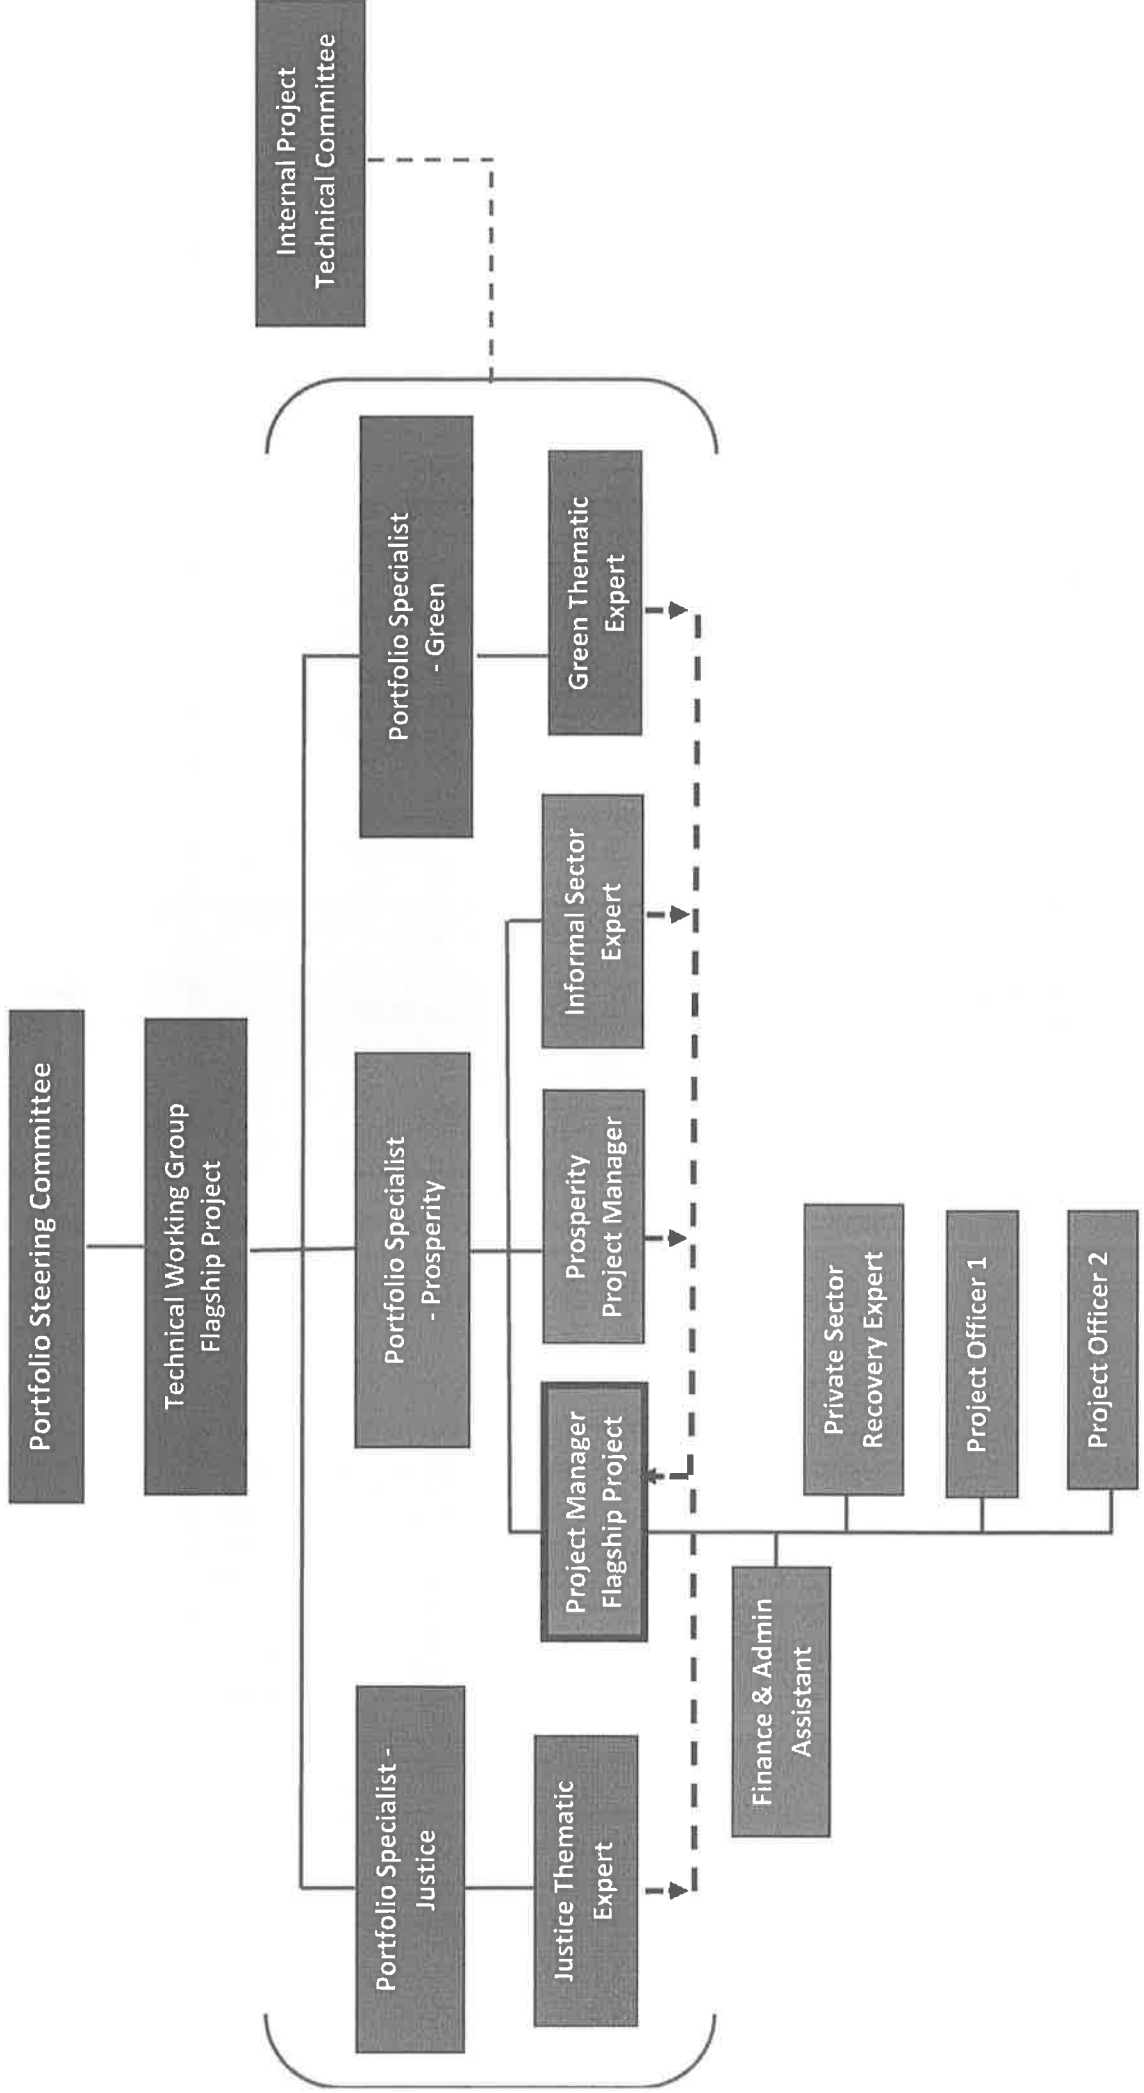 Portfolio Steering Committee
Technical Working Group
Flagship Project
Internal Project
Technical Committee
Portfolio Specialist -
Justice
Portfolio Specialist
- Prosperity
Portfolio Specialist
- Green
Justice Thematic
Expert
Project Manager
Flagship Project
Prosperity
Project Manager
Informal Sector
Expert
Green Thematic
Expert
Finance & Admin
Assistant
Private Sector
Recovery Expert
Project Officer 1
Project Officer 2